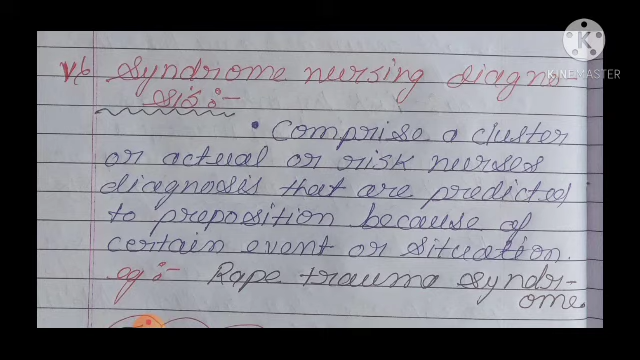 V, Syndrome nursing diagno
sis :-
• Comprise a cluster
or actual or risk nurses
diagnosis that are predicted
to preposition because of
certain event or situation.
eg :- Rape trauma syndr-
ome.
K
KINEMASTER